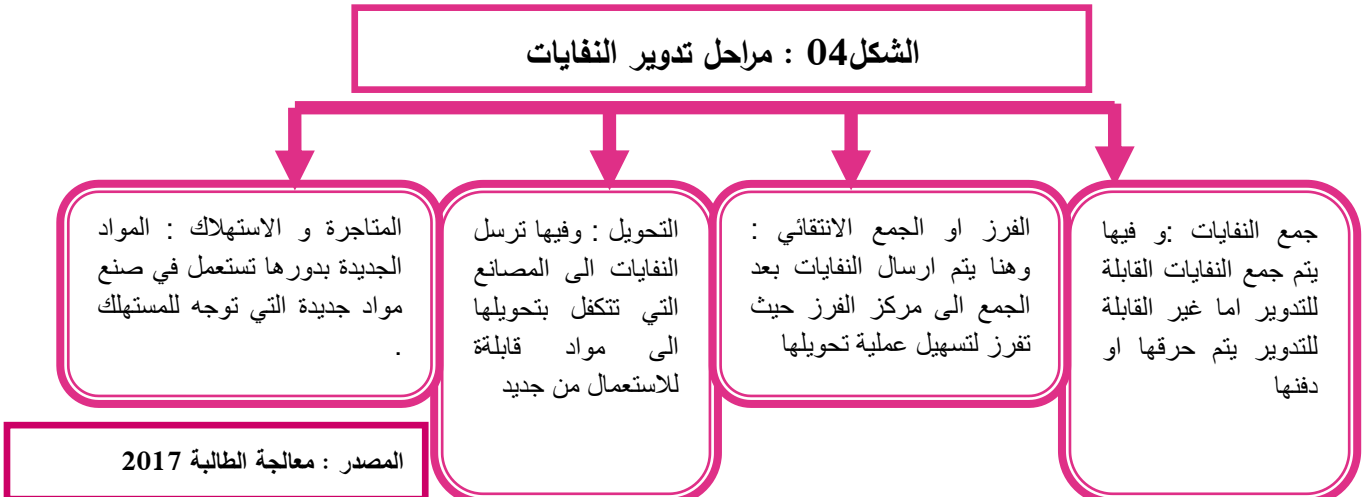 الشكل04 : مراحل تدوير النفايات
جمع النفايات :و فيها
يتم جمع النفايات القابلة
للتدوير اما غير القابلة
للتدوير يتم حرقها او
دفنها
الفرز او الجمع الانتقائي :
وهنا يتم ارسال النفايات بعد
الجمع الى مركز الفرز حيث
تفرز لتسهيل عملية تحويلها
التحويل : وفيها ترسل
النفايات الى المصانع
التي تتكفل بتحويلها
الى مواد قابلةة
للاستعمال من جديد
المتاجرة و الاستهلاك : المواد
الجديدة بدورها تستعمل في صنع
مواد جديدة التي توجه للمستهلك
.
المصدر : معالجة الطالبة 2017